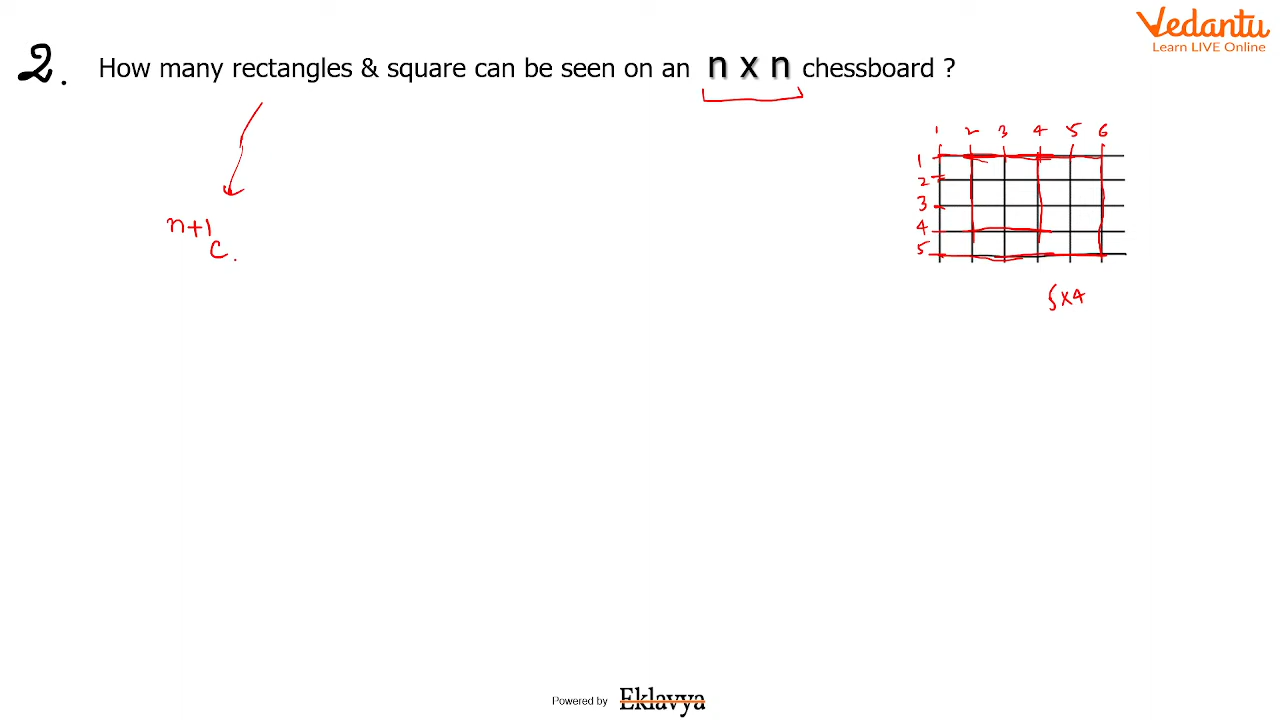 Vedantu
Learn LIVE Online
2. How many rectangles & square can be seen on an n x n chessboard ?
1 2 3 4 5 6
1
2
3
4
5
n+1
C.
5x4
Powered by Eklavya